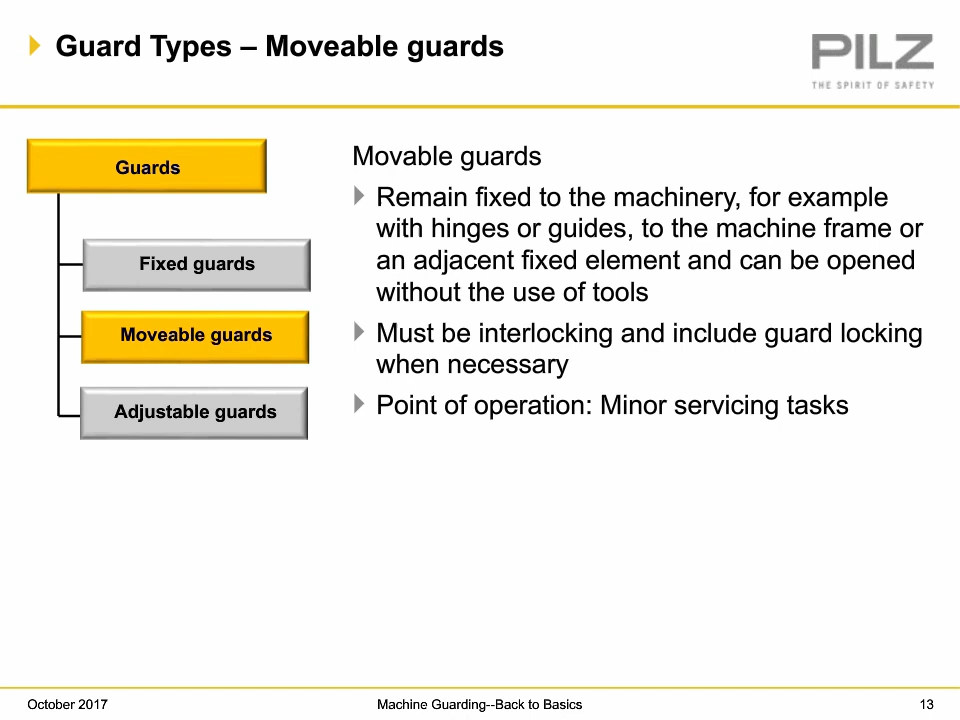 Guard Types – Moveable guards
PILZ
THE SPIRIT OF SAFETY
Guards
Fixed guards
Moveable guards
Adjustable guards
Movable guards
Remain fixed to the machinery, for example
with hinges or guides, to the machine frame or
an adjacent fixed element and can be opened
without the use of tools
Must be interlocking and include guard locking
when necessary
Point of operation: Minor servicing tasks
October 2017
Machine Guarding--Back to Basics
13